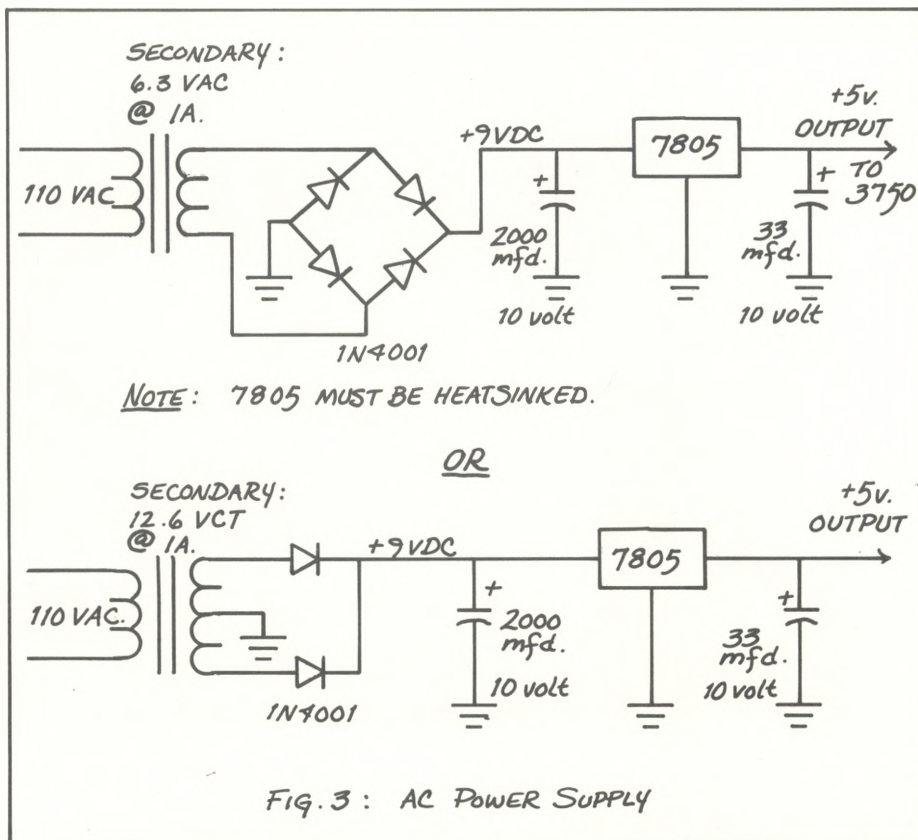 SECONDARY:
6.3 VAC
@ 1A.
110 VAC
+9VDC
7805
+5v.
OUTPUT
TO
3750
+
2000
mfd.
10 volt
+
33
mfd.
10 volt
1N4001
NOTE: 7805 MUST BE HEATSINKED.
OR
SECONDARY:
12.6 VCT
@ 1A.
110 VAC.
+9VDC
7805
+5v.
OUTPUT
+
2000
mfd.
10 volt
+
33
mfd.
10 volt
1N4001
FIG. 3: AC POWER SUPPLY